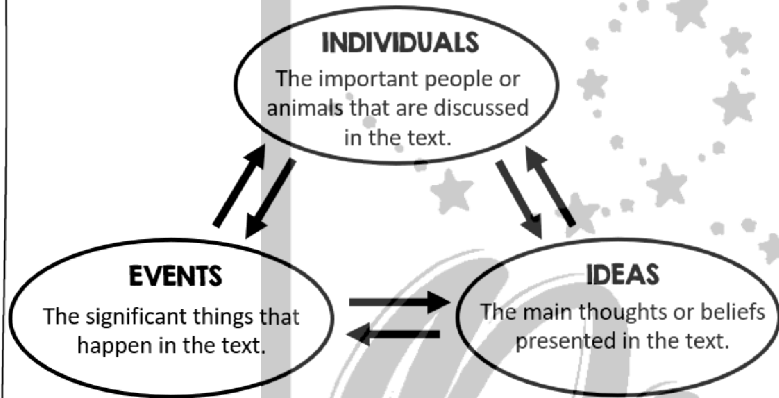 INDIVIDUALS
The important people or
animals that are discussed
in the text.
EVENTS
The significant things that
happen in the text.
IDEAS
The main thoughts or beliefs
presented in the text.